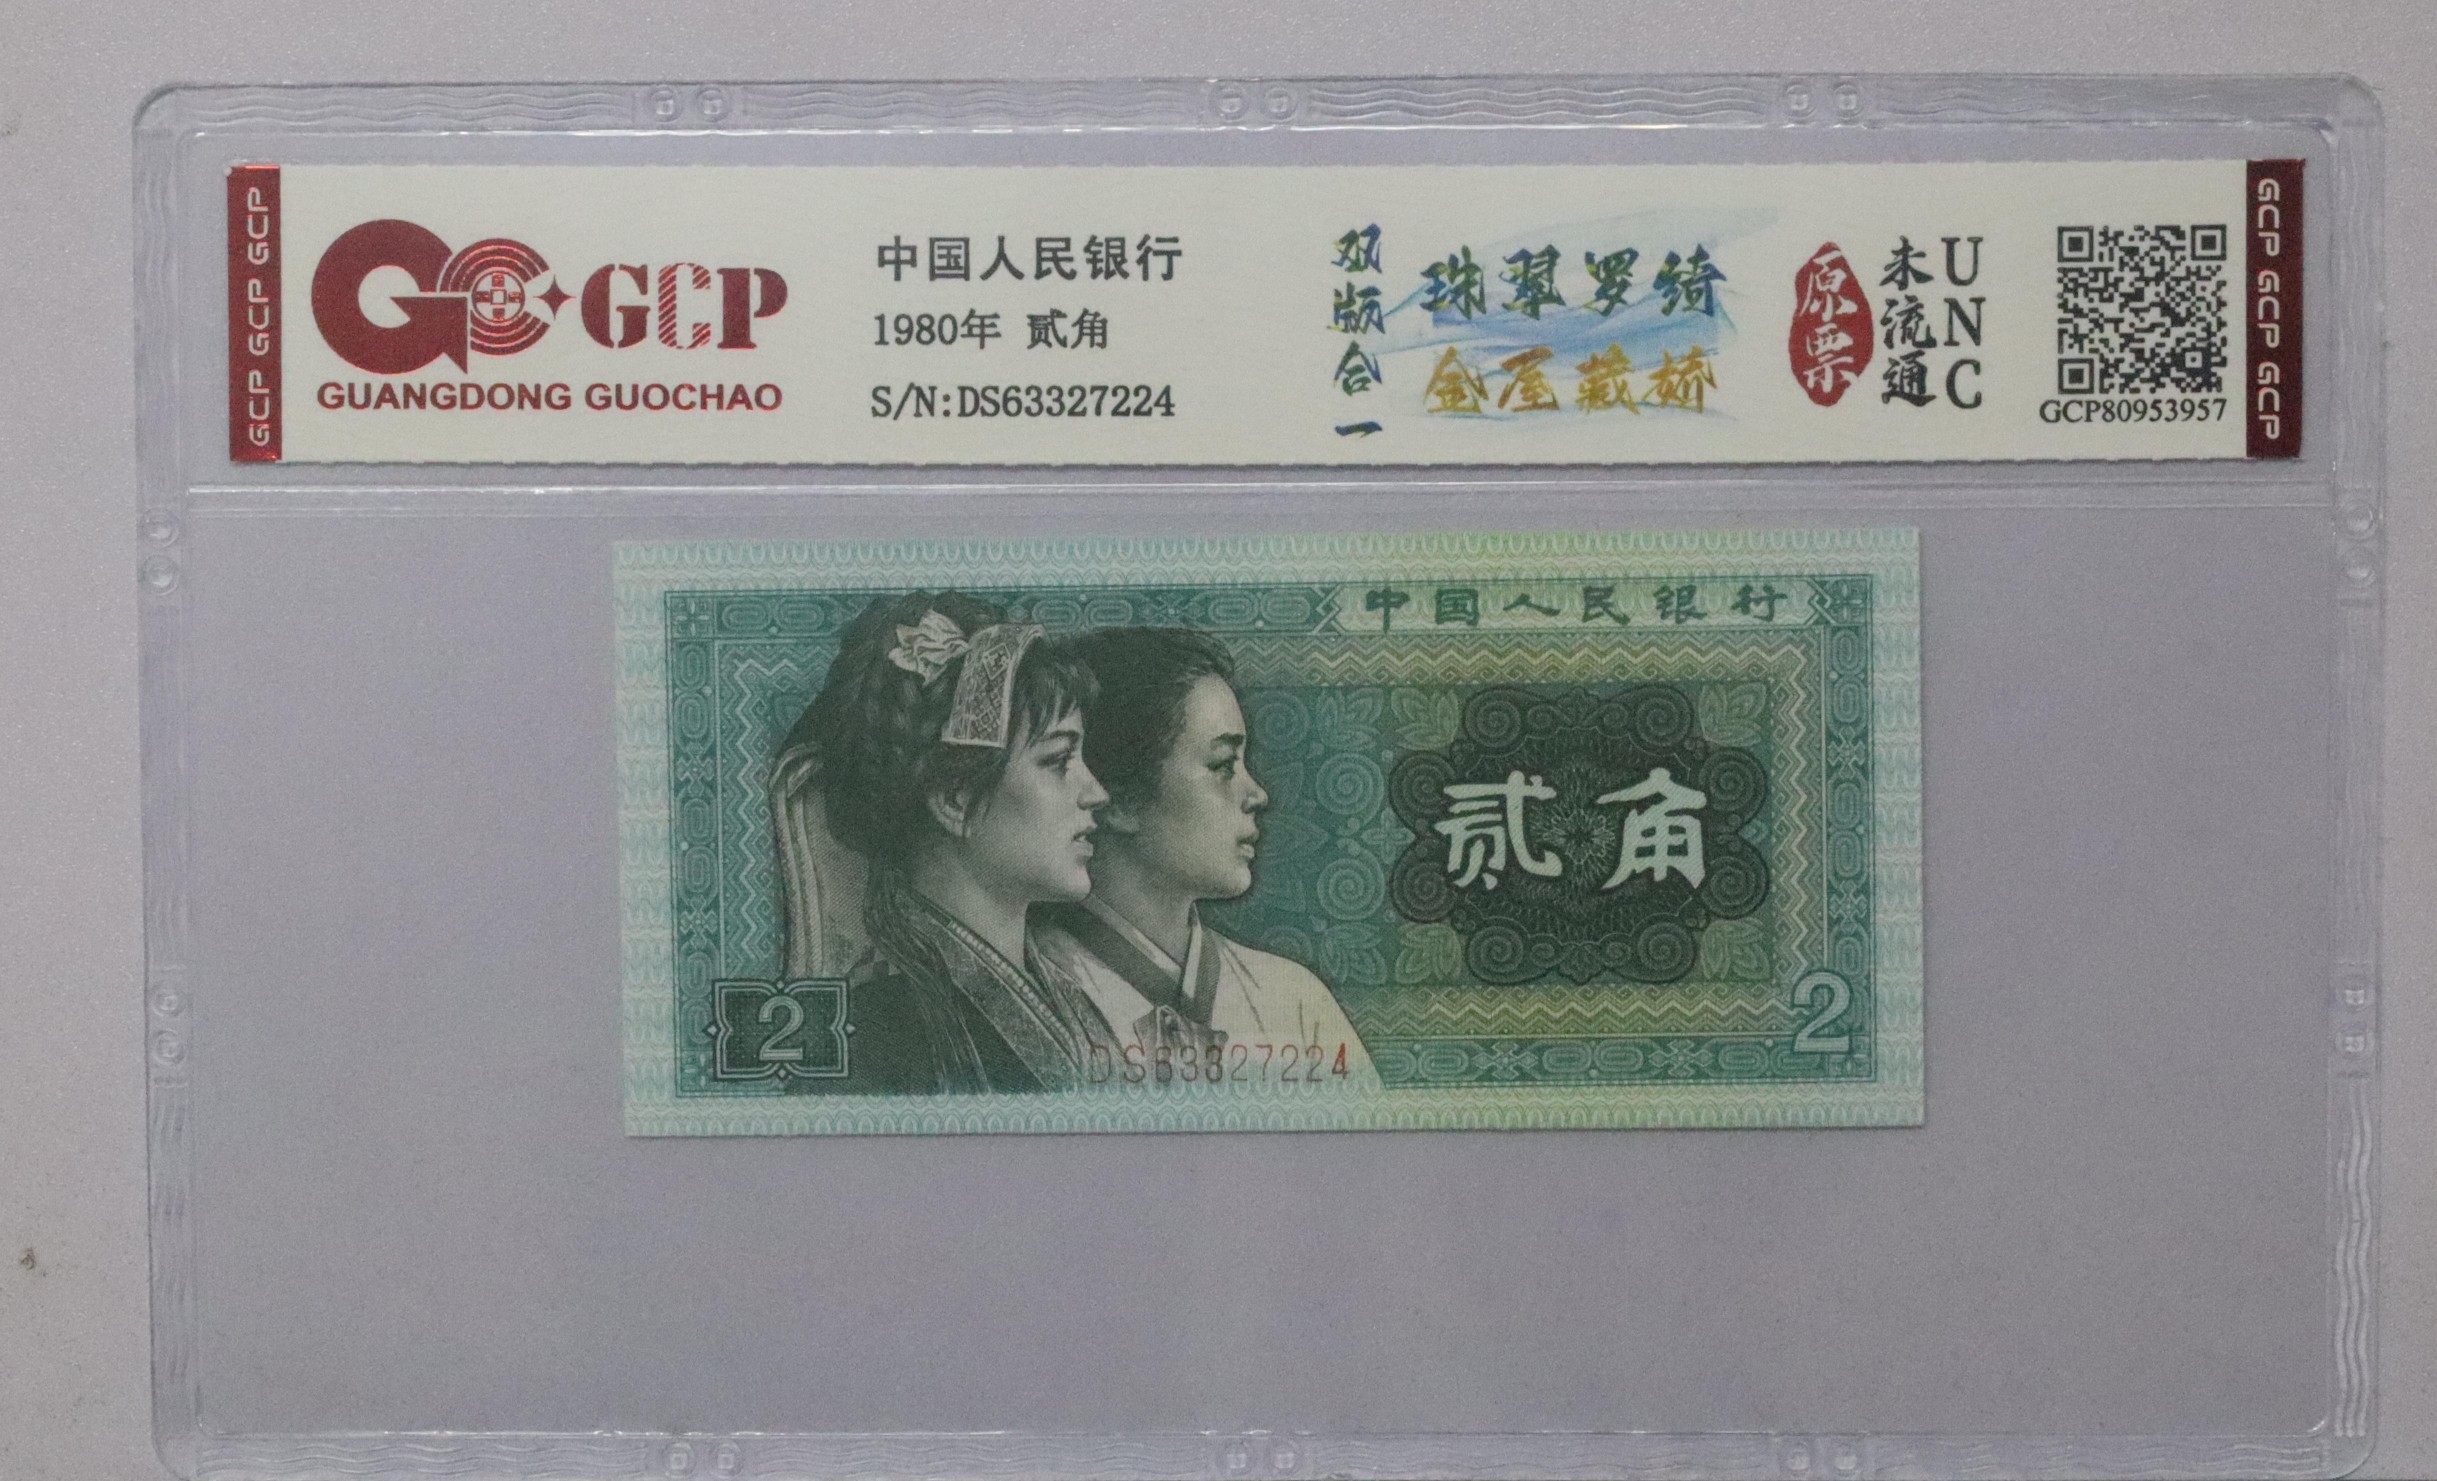 GCP GCP GCP
GCP
GUANGDONG GUOCHAO
中国人民银行
1980年 贰角
S/N:DS63327224
双版合一
珠翠罗绮
金屋藏娇
原票
未流通
UNC
GCP80953957
GCP GCP GCP
中国人民银行
贰角
2
DS63327224
2